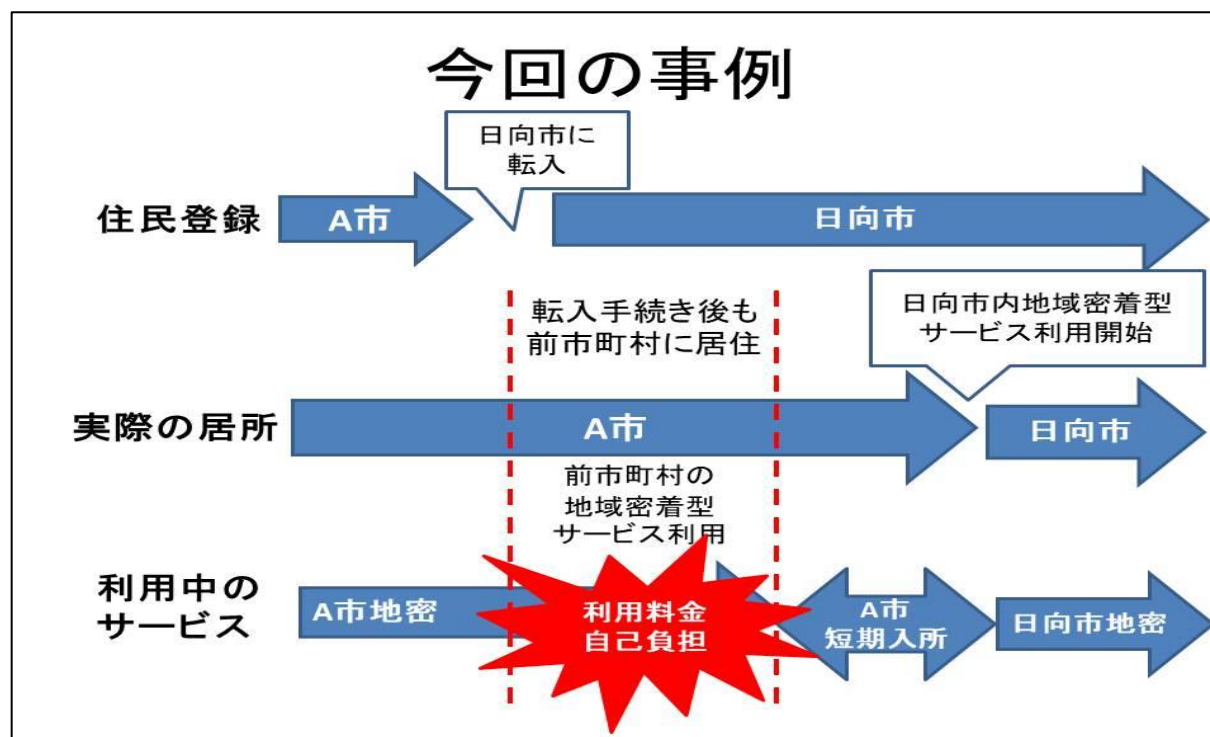 今回の事例
日向市に
転入
住民登録
A市
日向市
転入手続き後も
前市町村に居住
日向市内地域密着型
サービス利用開始
実際の居所
A市
日向市
前市町村の
地域密着型
サービス利用
利用中の
サービス
A市地密
利用料金
自己負担
A市
短期入所
日向市地密